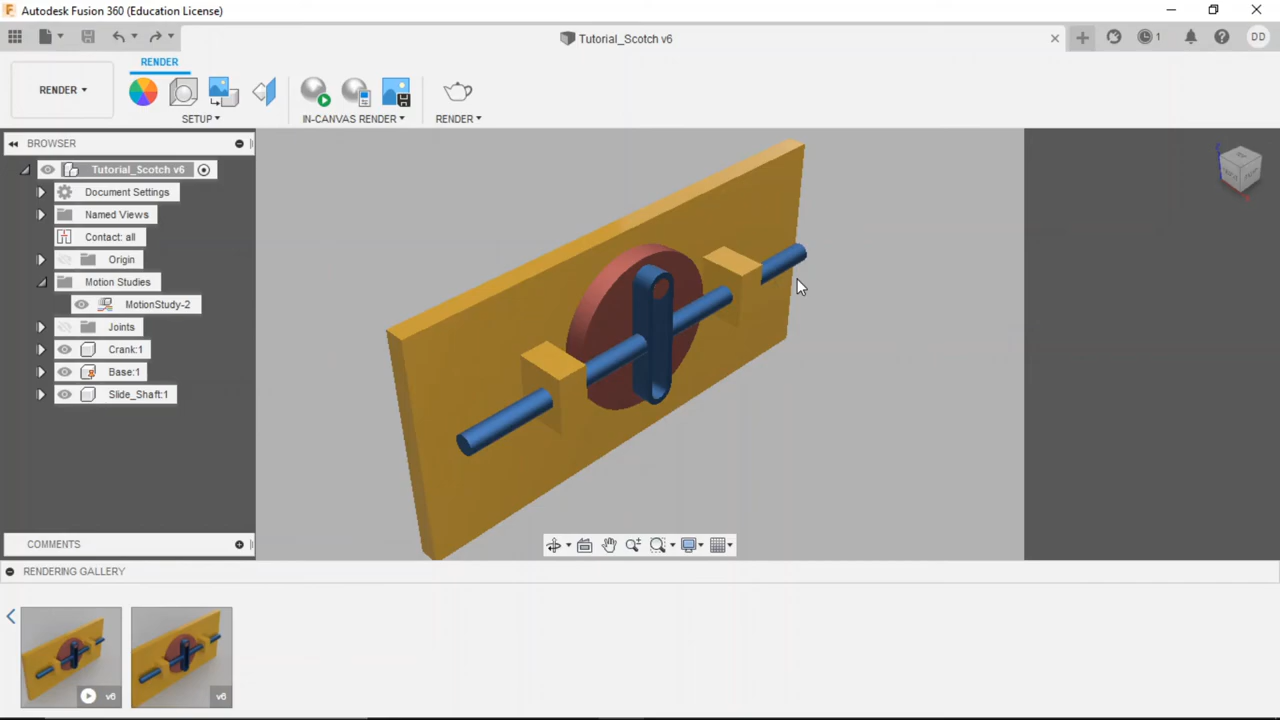 Autodesk Fusion 360 (Education License)
Tutorial_Scotch v6
1
DD
RENDER
RENDER
SETUP
IN-CANVAS RENDER
RENDER
BROWSER
Tutorial_Scotch v6
Document Settings
Named Views
Contact: all
Origin
Motion Studies
MotionStudy-2
Joints
Crank:1
Base:1
Slide_Shaft:1
COMMENTS
RENDERING GALLERY
v6
v6